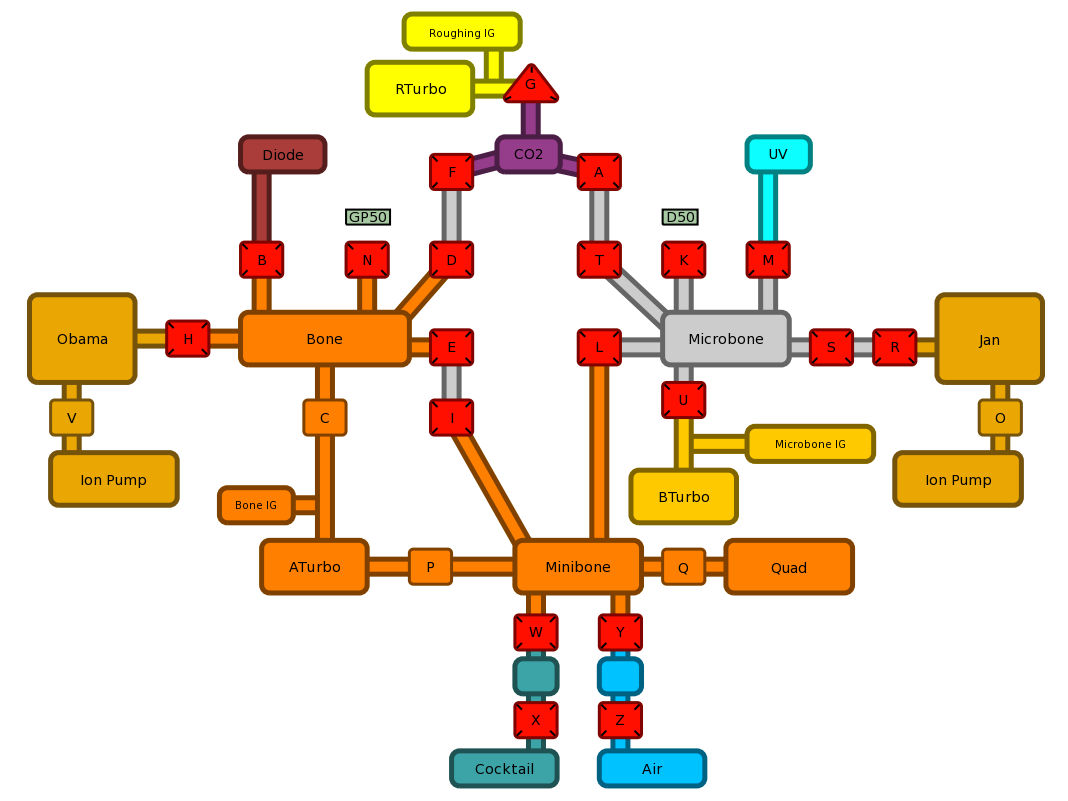 Roughing IG
RTurbo
G
Diode
CO2
UV
F
A
GP50
D50
B
N
D
T
K
M
Obama
H
Bone
E
L
Microbone
S
R
Jan
V
C
I
U
O
Ion Pump
Microbone IG
Ion Pump
Bone IG
BTurbo
ATurbo
P
Minibone
Q
Quad
W
Y
X
Z
Cocktail
Air